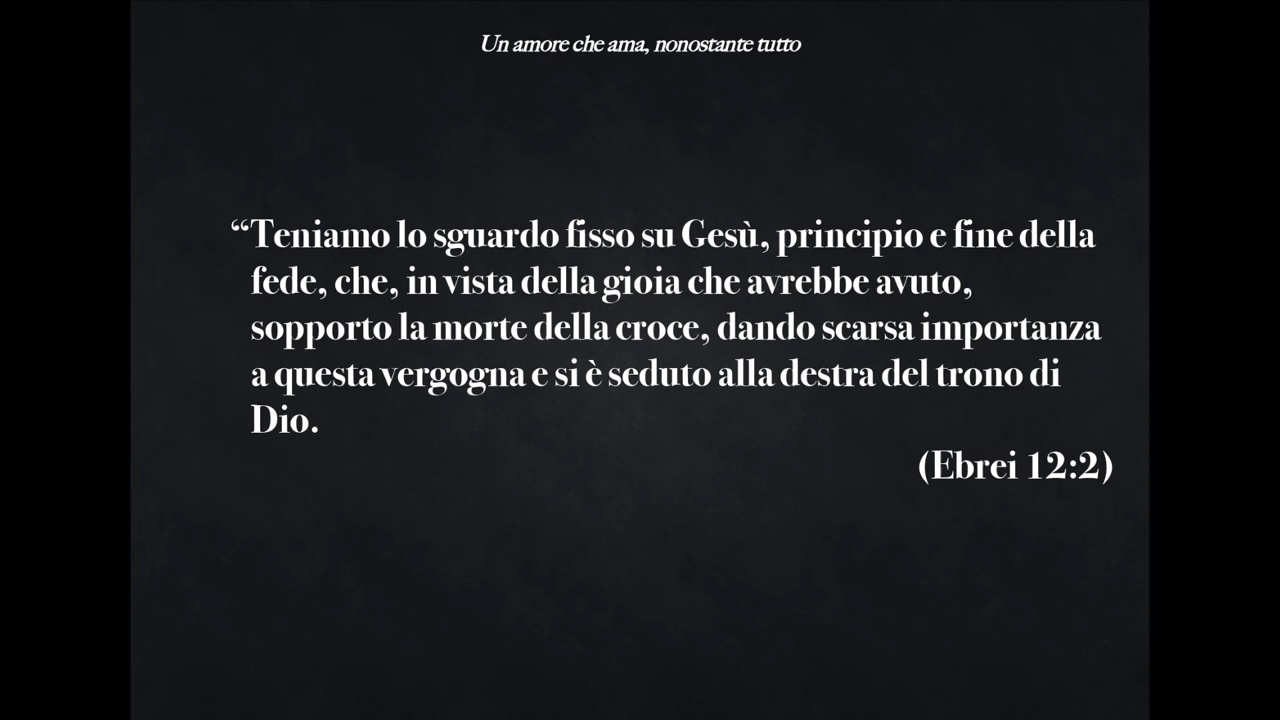 Un amore che ama, nonostante tutto
“Teniamo lo sguardo fisso su Gesù, principio e fine della
fede, che, in vista della gioia che avrebbe avuto,
sopporto la morte della croce, dando scarsa importanza
a questa vergogna e si è seduto alla destra del trono di
Dio.
(Ebrei 12:2)